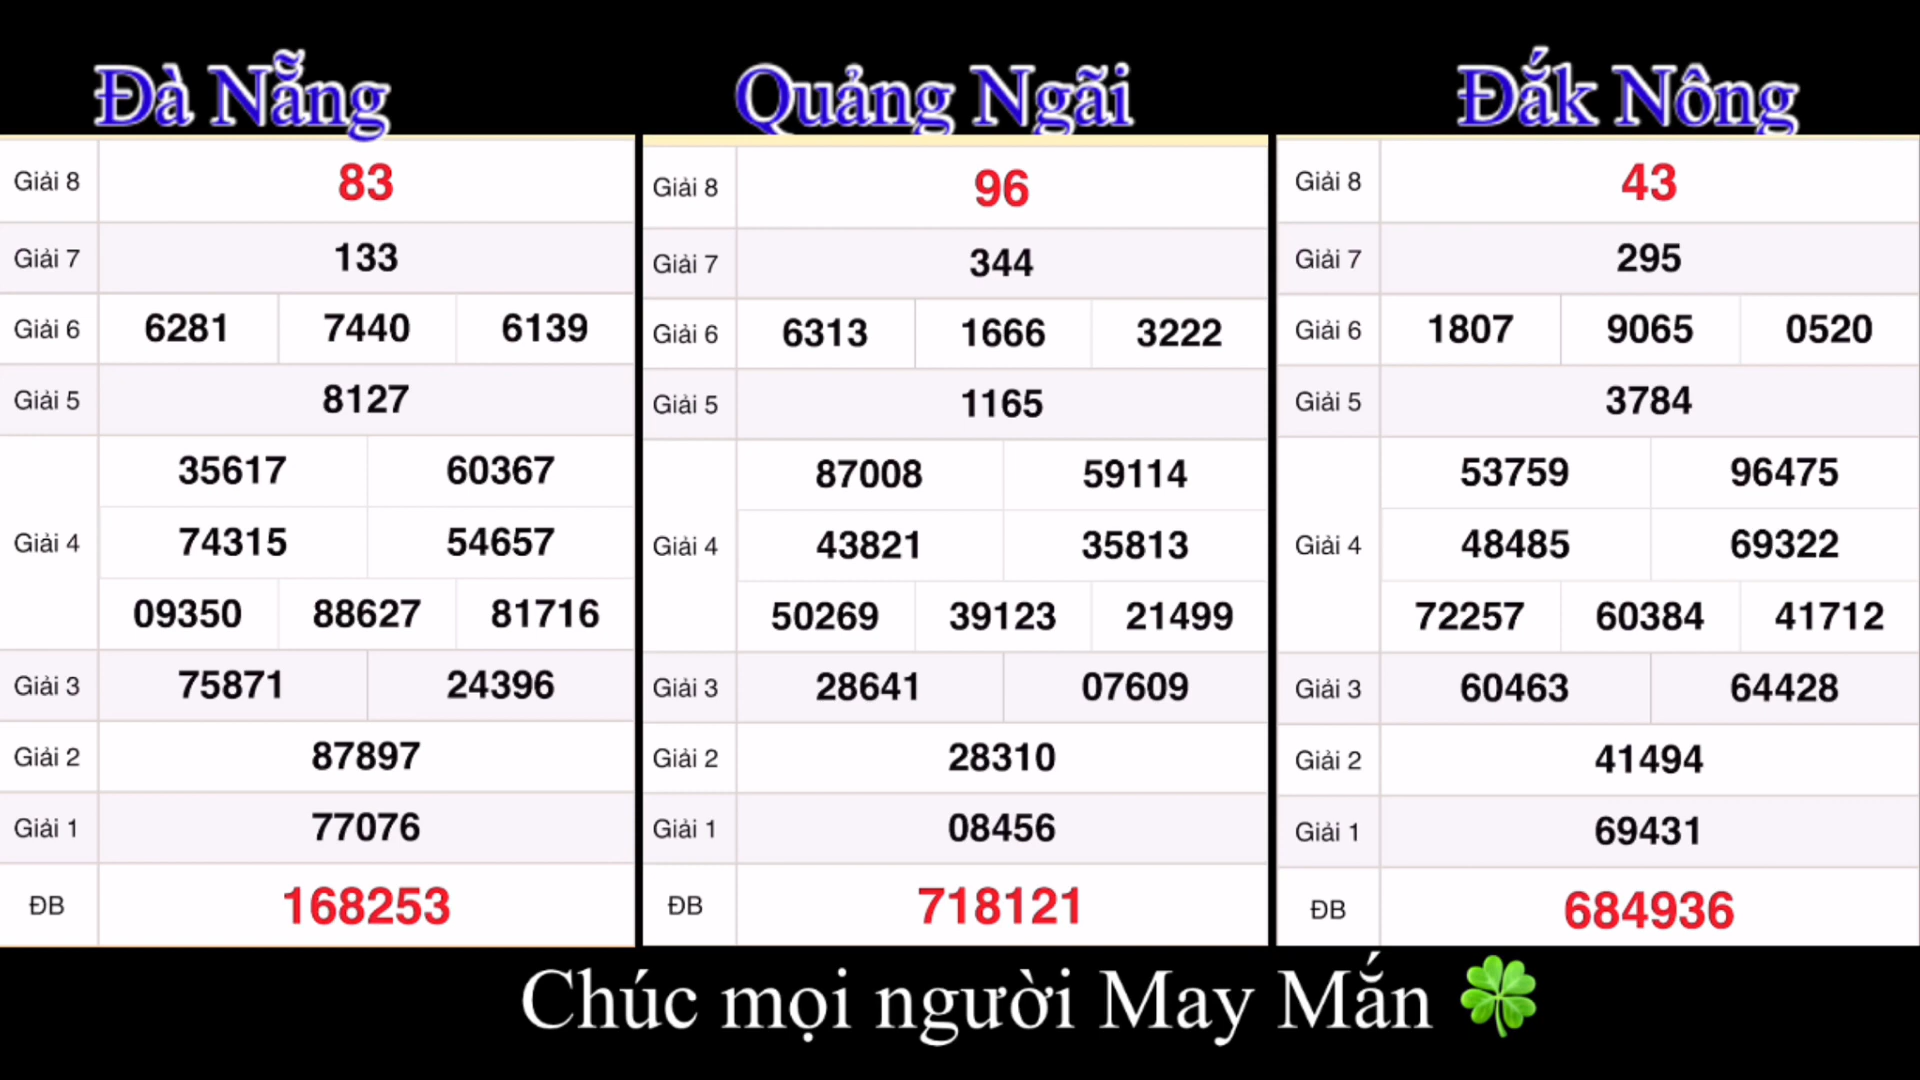 Đà Nẵng
Giải 8 83
Giải 7 133
Giải 6 6281 7440 6139
Giải 5 8127
35617 60367
Giải 4 74315 54657
09350 88627 81716
Giải 3 75871 24396
Giải 2 87897
Giải 1 77076
ĐB 168253
Quảng Ngãi
Giải 8 96
Giải 7 344
Giải 6 6313 1666 3222
Giải 5 1165
87008 59114
Giải 4 43821 35813
50269 39123 21499
Giải 3 28641 07609
Giải 2 28310
Giải 1 08456
ĐB 718121
Đắk Nông
Giải 8 43
Giải 7 295
Giải 6 1807 9065 0520
Giải 5 3784
53759 96475
Giải 4 48485 69322
72257 60384 41712
Giải 3 60463 64428
Giải 2 41494
Giải 1 69431
ĐB 684936
Chúc mọi người May Mắn 🍀